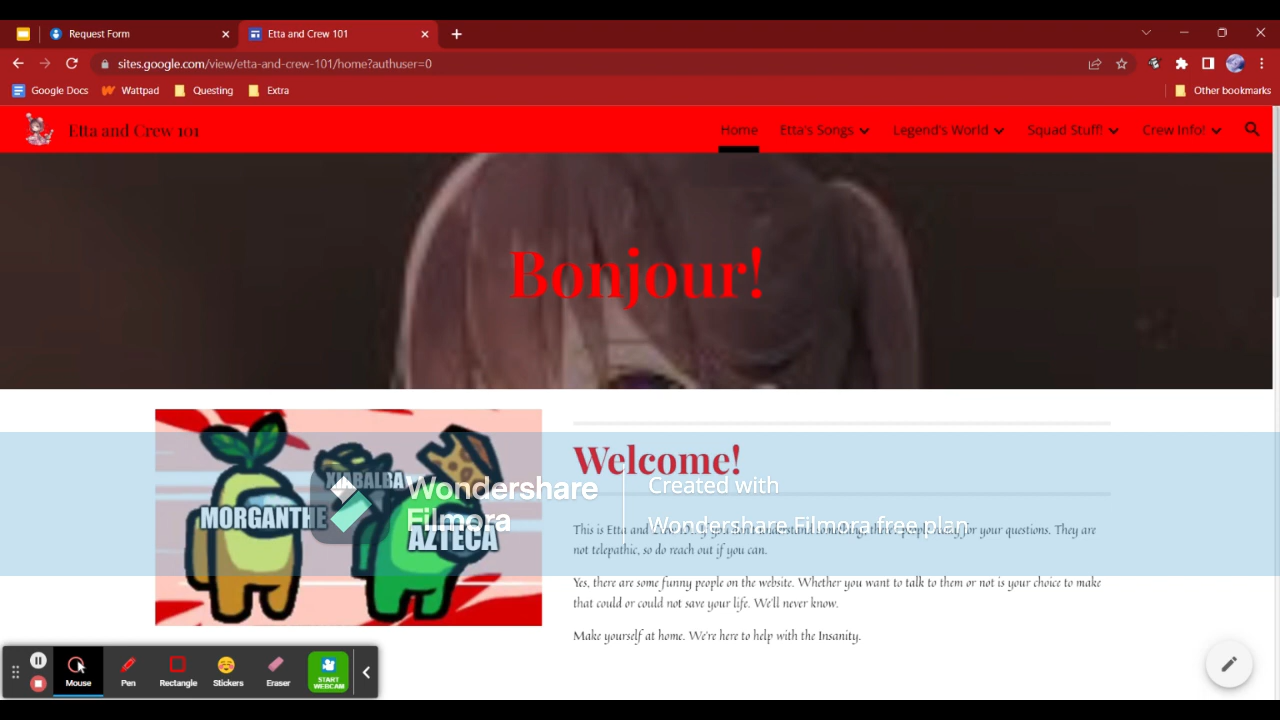 Request Form
Etta and Crew 101
sites.google.com/view/etta-and-crew-101/home?authuser=0
Google Docs
Wattpad
Questing
Extra
Other bookmarks
Etta and Crew 101
Home
Etta's Songs
Legend's World
Squad Stuff!
Crew info!
Bonjour!
MORGANTHE
XIABALBA
AZTECA
Welcome!
Wondershare
Filmora
Created with
Wondershare Filmora free plan
This is Etta and Crew for your questions. They are
not telepathic, so do reach out if you can.
Yes, there are some funny people on the website. Whether you want to talk to them or not is your choice to make
that could or could not save your life. We'll never know.
Make yourself at home. We're here to help with the Insanity.
Mouse
Pen
Rectangle
Stickers
Eraser
START
WEBCAM